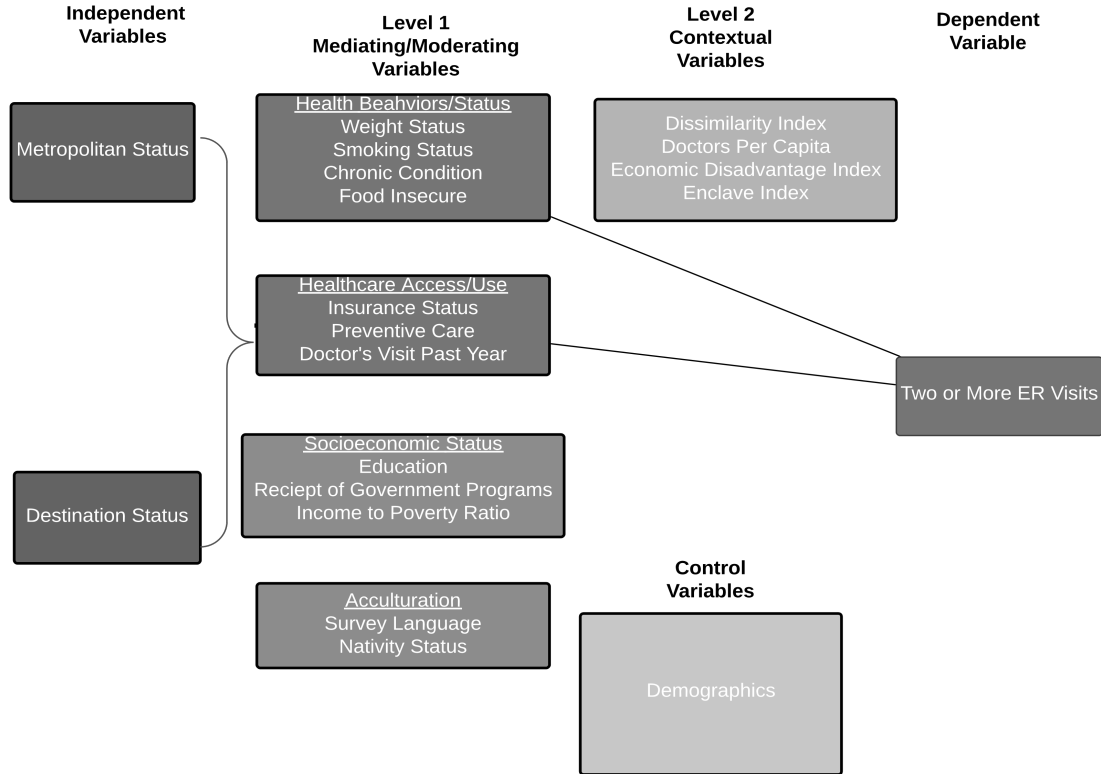 Independent
Variables
Metropolitan Status
Destination Status
Level 1
Mediating/Moderating
Variables
Health Beahviors/Status
Weight Status
Smoking Status
Chronic Condition
Food Insecure
Healthcare Access/Use
Insurance Status
Preventive Care
Doctor's Visit Past Year
Socioeconomic Status
Education
Reciept of Government Programs
Income to Poverty Ratio
Acculturation
Survey Language
Nativity Status
Level 2
Contextual
Variables
Dissimilarity Index
Doctors Per Capita
Economic Disadvantage Index
Enclave Index
Control
Variables
Demographics
Dependent
Variable
Two or More ER Visits